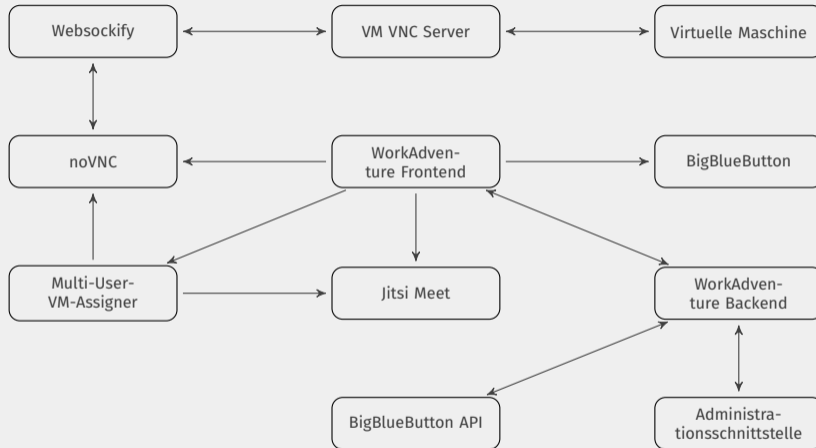 Websockify
VM VNC Server
Virtuelle Maschine
noVNC
WorkAdven-
ture Frontend
BigBlueButton
Multi-User-
VM-Assigner
Jitsi Meet
WorkAdven-
ture Backend
BigBlueButton API
Administra-
tionsschnittstelle